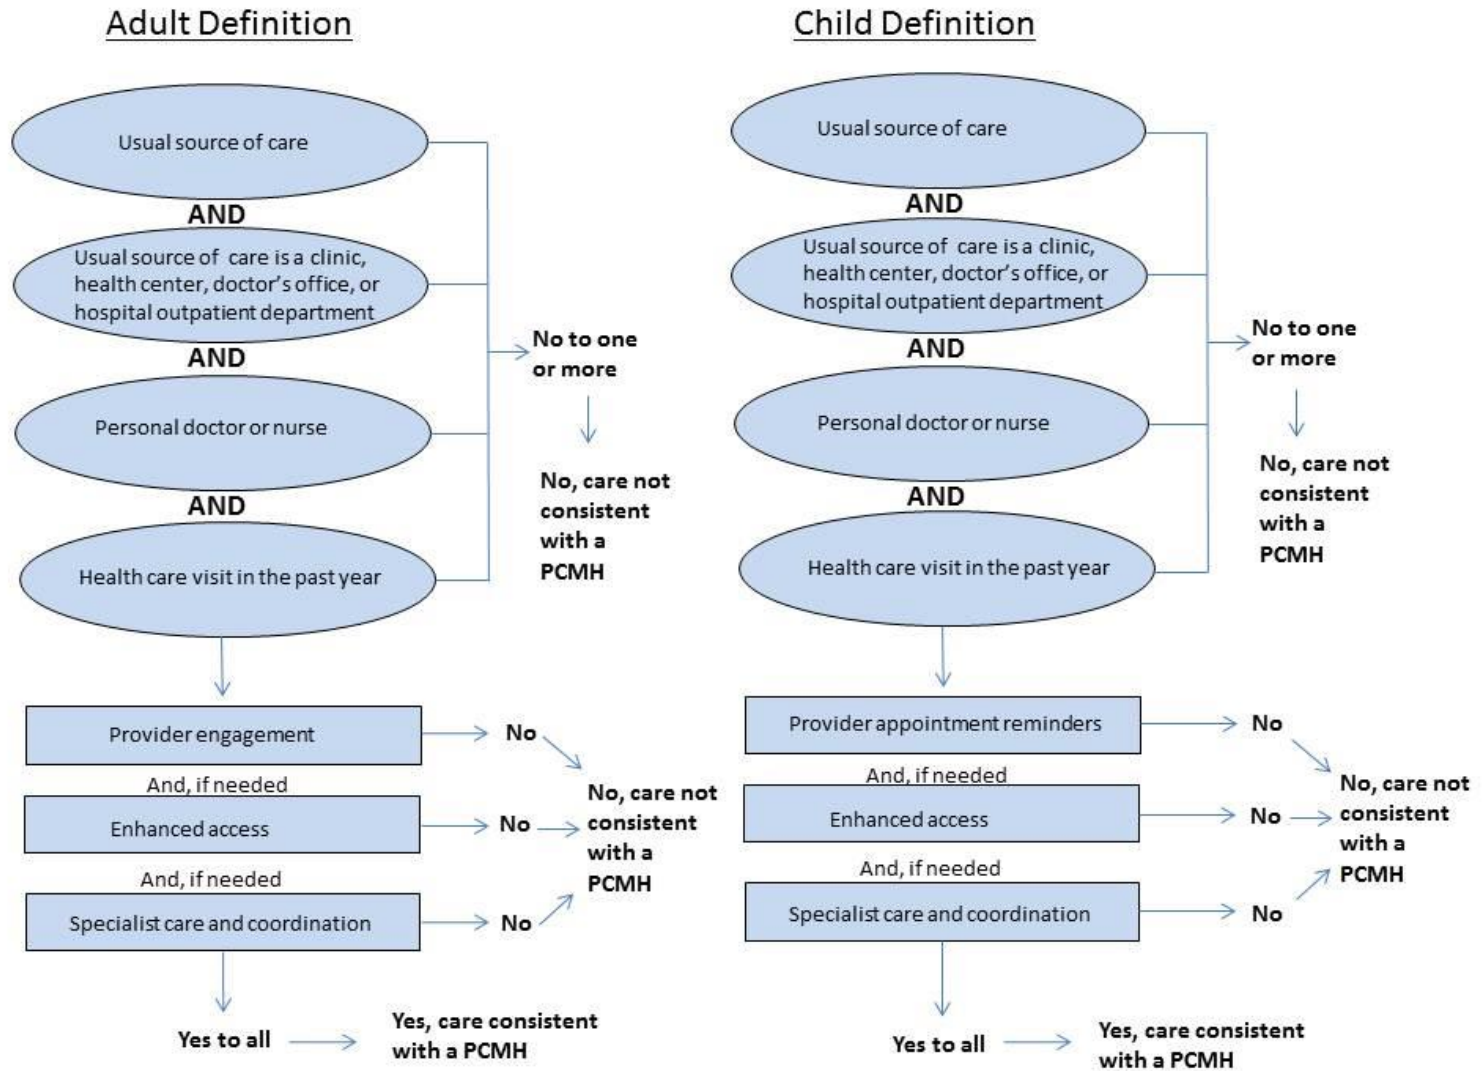 Adult Definition
Usual source of care
AND
Usual source of care is a clinic,
health center, doctor's office, or
hospital outpatient department
AND
Personal doctor or nurse
AND
Health care visit in the past year
No to one
or more
No, care not
consistent
with a
PCMH
Provider engagement
No
And, if needed
Enhanced access
No
And, if needed
Specialist care and coordination
No
No, care not
consistent
with a
PCMH
Yes to all
Yes, care consistent
with a PCMH
Child Definition
Usual source of care
AND
Usual source of care is a clinic,
health center, doctor's office, or
hospital outpatient department
AND
Personal doctor or nurse
AND
Health care visit in the past year
No to one
or more
No, care not
consistent
with a
PCMH
Provider appointment reminders
No
And, if needed
Enhanced access
No
And, if needed
Specialist care and coordination
No
No, care not
consistent
with a
PCMH
Yes to all
Yes, care consistent
with a PCMH